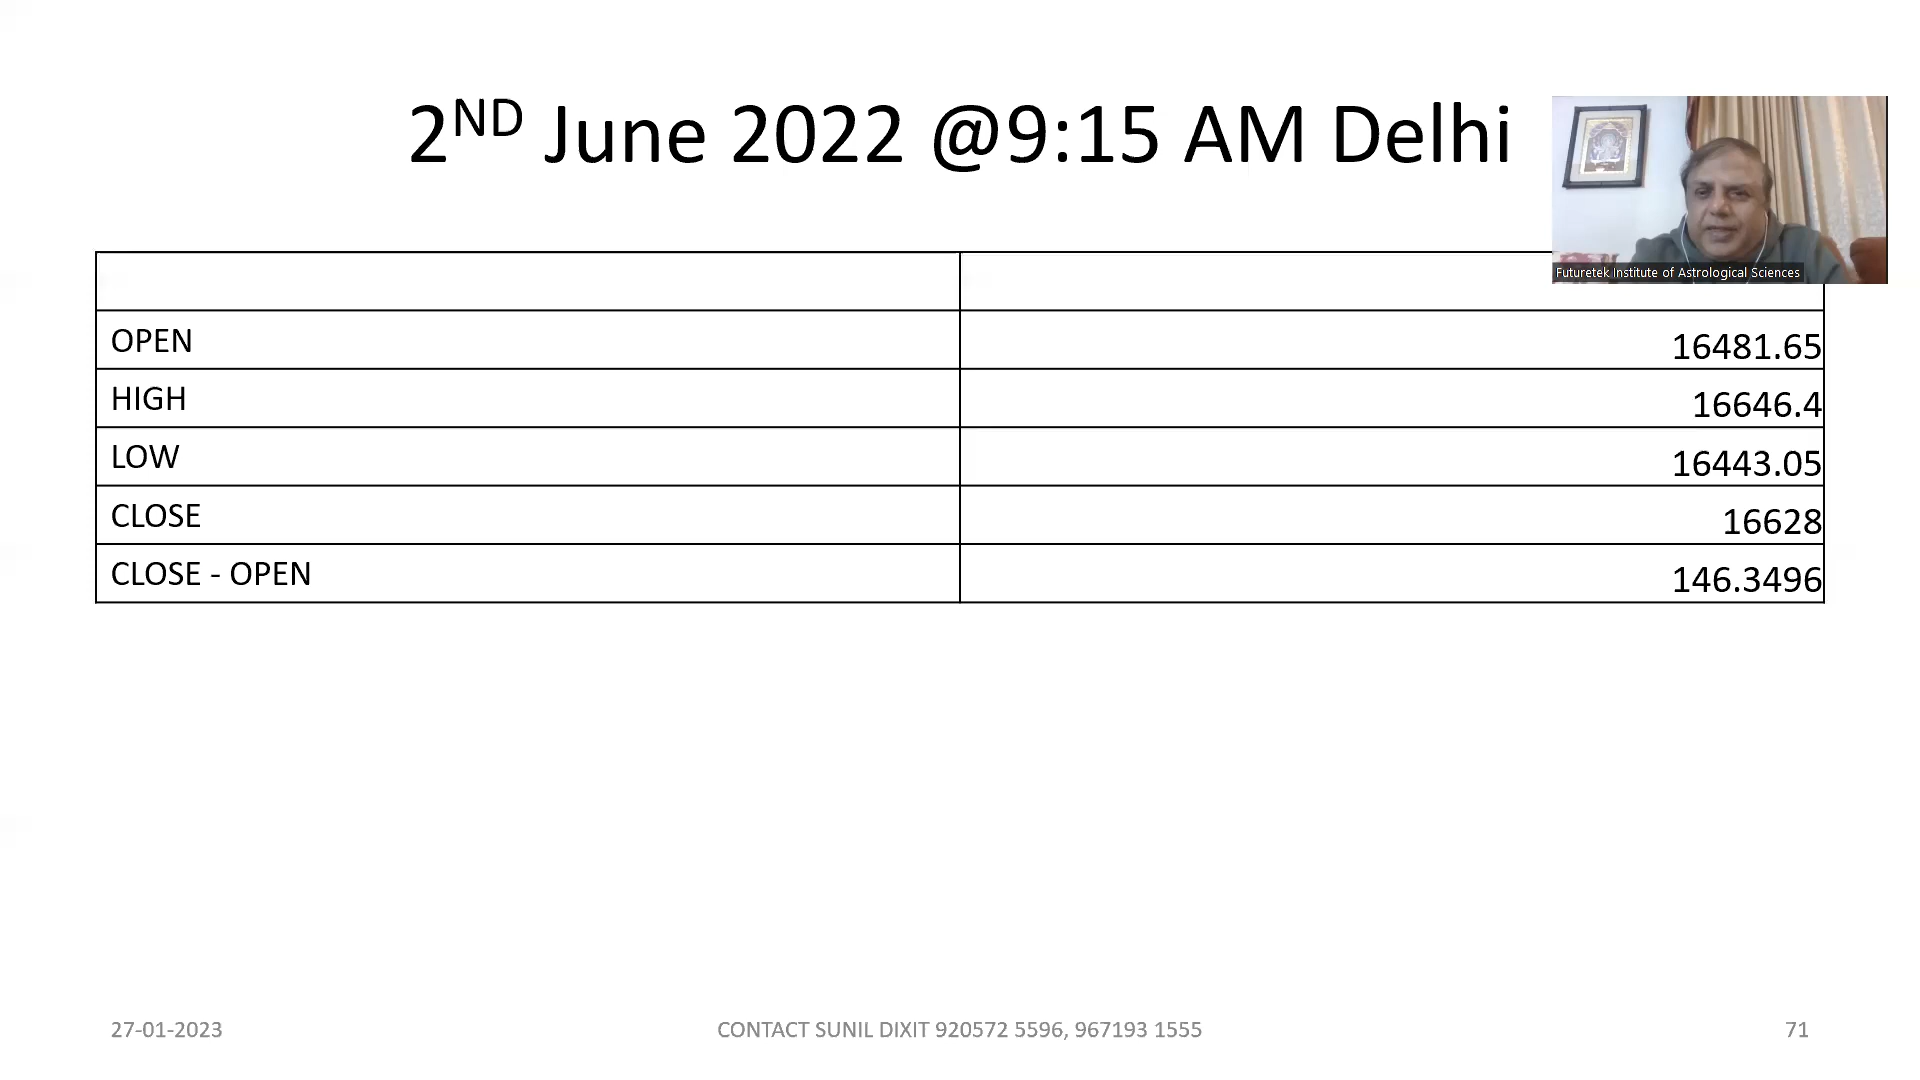 2ND June 2022 @9:15 AM Delhi
Futuretek Institute of Astrological Sciences
OPEN 16481.65
HIGH 16646.4
LOW 16443.05
CLOSE 16628
CLOSE - OPEN 146.3496
27-01-2023 CONTACT SUNIL DIXIT 920572 5596, 967193 1555 71